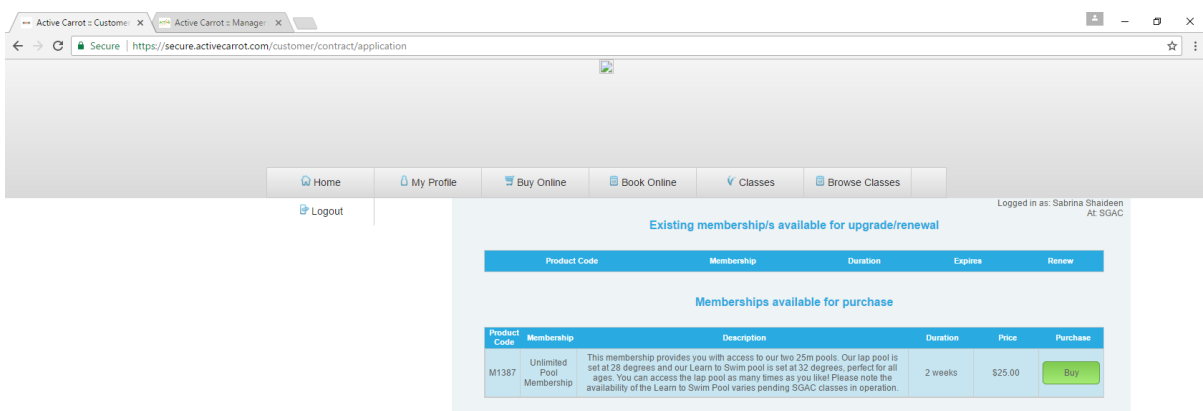 Active Carrot :: Custome
Active Carrot :: Manager
Secure
https://secure.activecarrot.com/customer/contract/application
Home
My Profile
Buy Online
Book Online
Classes
Browse Classes
Logout
Logged in as: Sabrina Shaideen
At: SGAC
Existing membership/s available for upgrade/renewal
Product Code Membership Duration Expires Renew
Memberships available for purchase
Product Code Membership Description Duration Price Purchase
M1387
Unlimited
Pool
Membership
This membership provides you with access to our two 25m pools. Our lap pool is
set at 28 degrees and our Learn to Swim pool is set at 32 degrees, perfect for all
ages. You can access the lap pool as many times as you like! Please note the
availability of the Learn to Swim Pool varies pending SGAC classes in operation.
2 weeks
$25.00
Buy